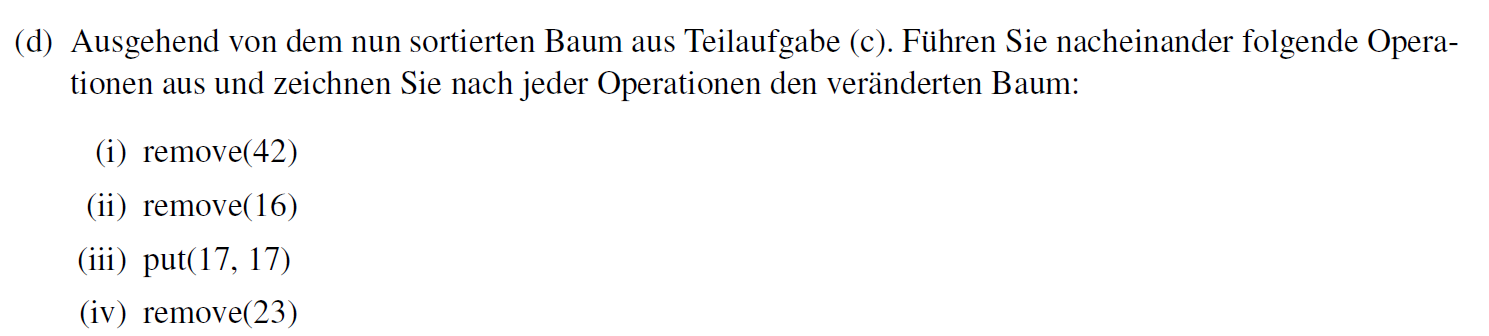 (d) Ausgehend von dem nun sortierten Baum aus Teilaufgabe (c). Führen Sie nacheinander folgende Opera-
tionen aus und zeichnen Sie nach jeder Operationen den veränderten Baum:
(i) remove(42)
(ii) remove(16)
(iii) put(17, 17)
(iv) remove(23)